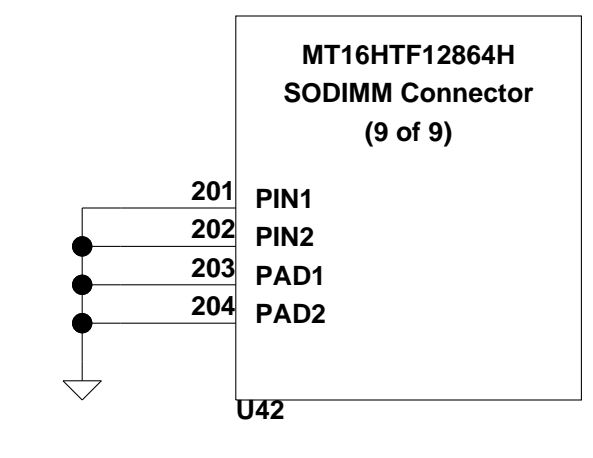 MT16HTF12864H
SODIMM Connector
(9 of 9)
201 PIN1
202 PIN2
203 PAD1
204 PAD2
U42